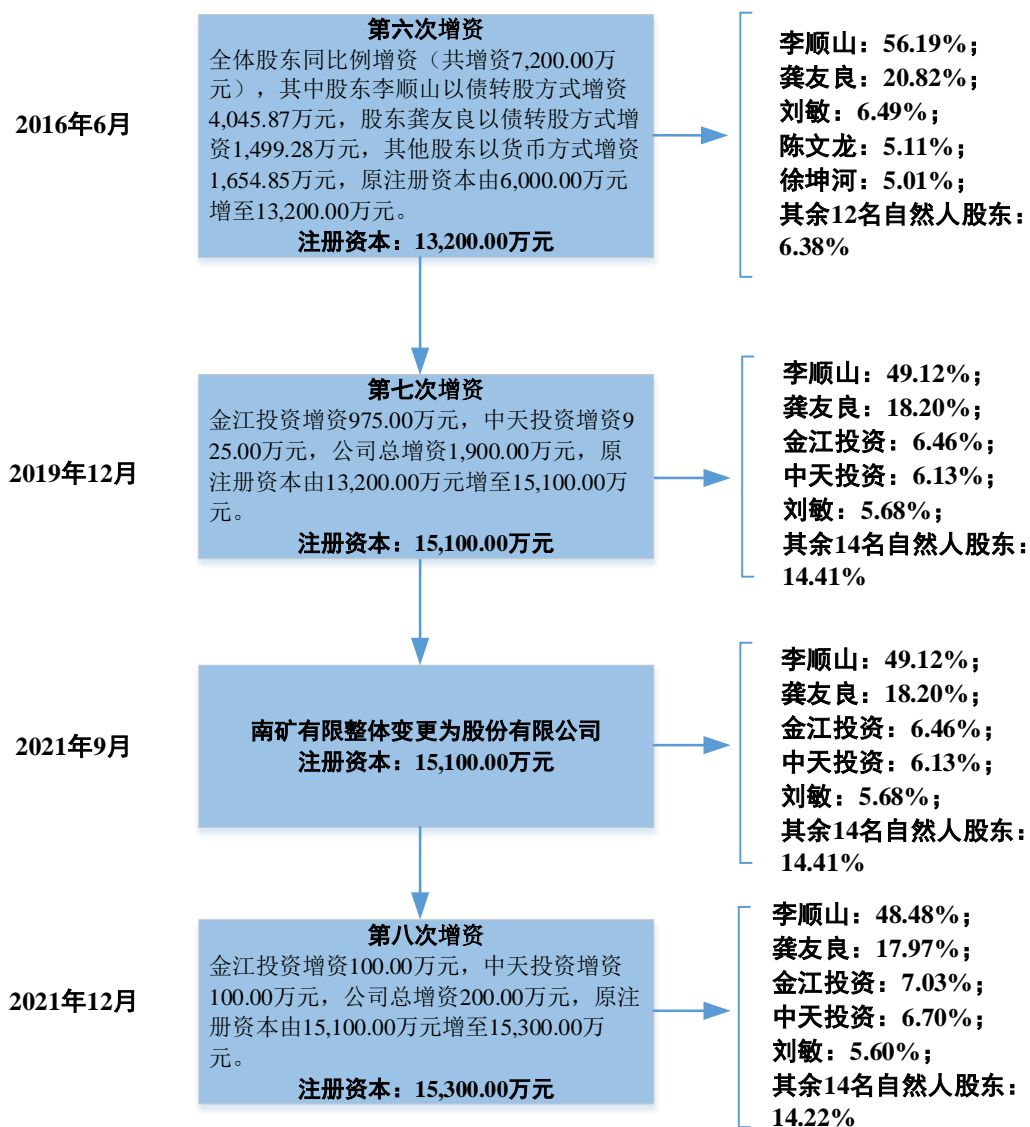 2016年6月
第六次增资
全体股东同比例增资（共增资7,200.00万
元），其中股东李顺山以债转股方式增资
4,045.87万元，股东龚友良以债转股方式增
资1,499.28万元，其他股东以货币方式增资
1,654.85万元，原注册资本由6,000.00万元
增至13,200.00万元。
注册资本：13,200.00万元
李顺山：56.19%；
龚友良：20.82%；
刘敏：6.49%；
陈文龙：5.11%；
徐坤河：5.01%；
其余12名自然人股东：
6.38%
2019年12月
第七次增资
金江投资增资975.00万元，中天投资增资9
25.00万元，公司总增资1,900.00万元，原
注册资本由13,200.00万元增至15,100.00万
元。
注册资本：15,100.00万元
李顺山：49.12%；
龚友良：18.20%；
金江投资：6.46%；
中天投资：6.13%；
刘敏：5.68%；
其余14名自然人股东：
14.41%
2021年9月
南矿有限整体变更为股份有限公司
注册资本：15,100.00万元
李顺山：49.12%；
龚友良：18.20%；
金江投资：6.46%；
中天投资：6.13%；
刘敏：5.68%；
其余14名自然人股东：
14.41%
2021年12月
第八次增资
金江投资增资100.00万元，中天投资增资
100.00万元，公司总增资200.00万元，原注
册资本由15,100.00万元增至15,300.00万
元。
注册资本：15,300.00万元
李顺山：48.48%；
龚友良：17.97%；
金江投资：7.03%；
中天投资：6.70%；
刘敏：5.60%；
其余14名自然人股东：
14.22%